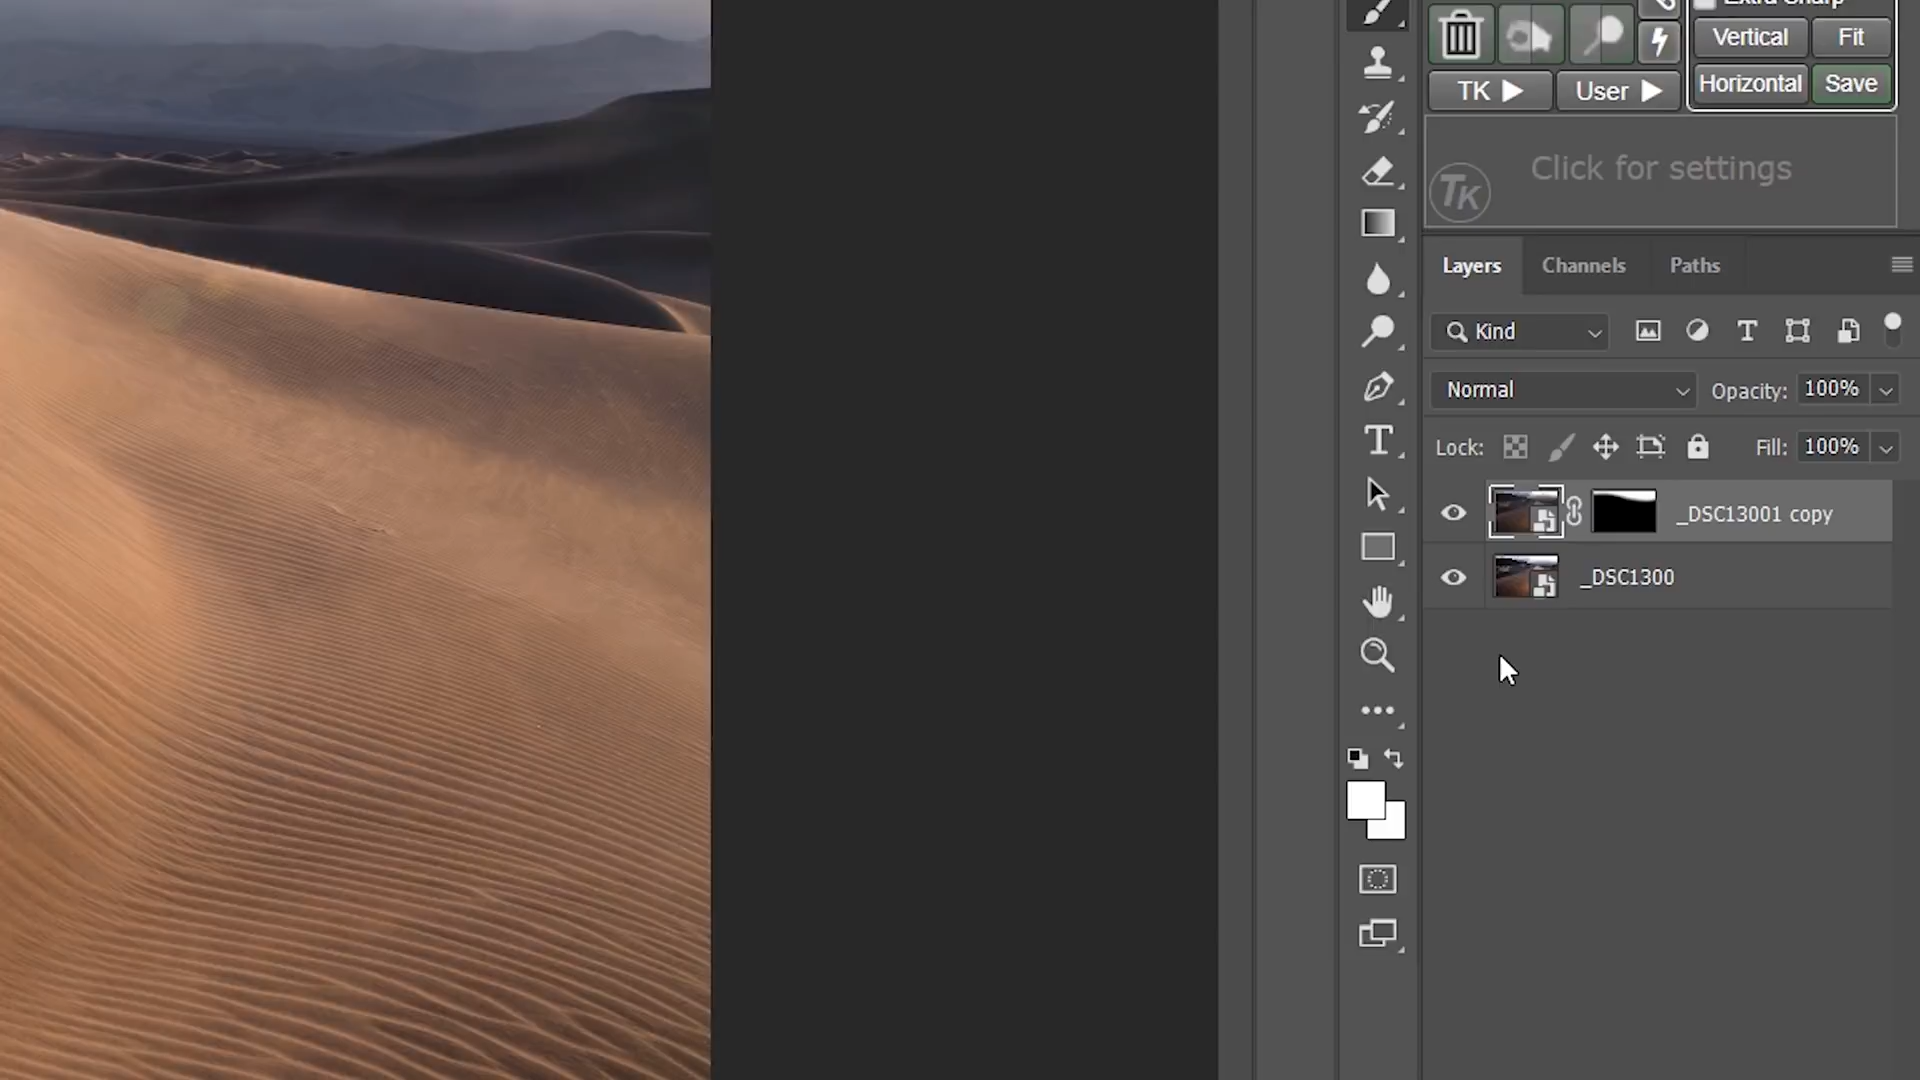 Extra Sharp
Vertical Fit
TK User
Horizontal Save
Click for settings
TK
Layers Channels Paths
Kind
Normal Opacity: 100%
Lock: Fill: 100%
_DSC13001 copy
_DSC1300